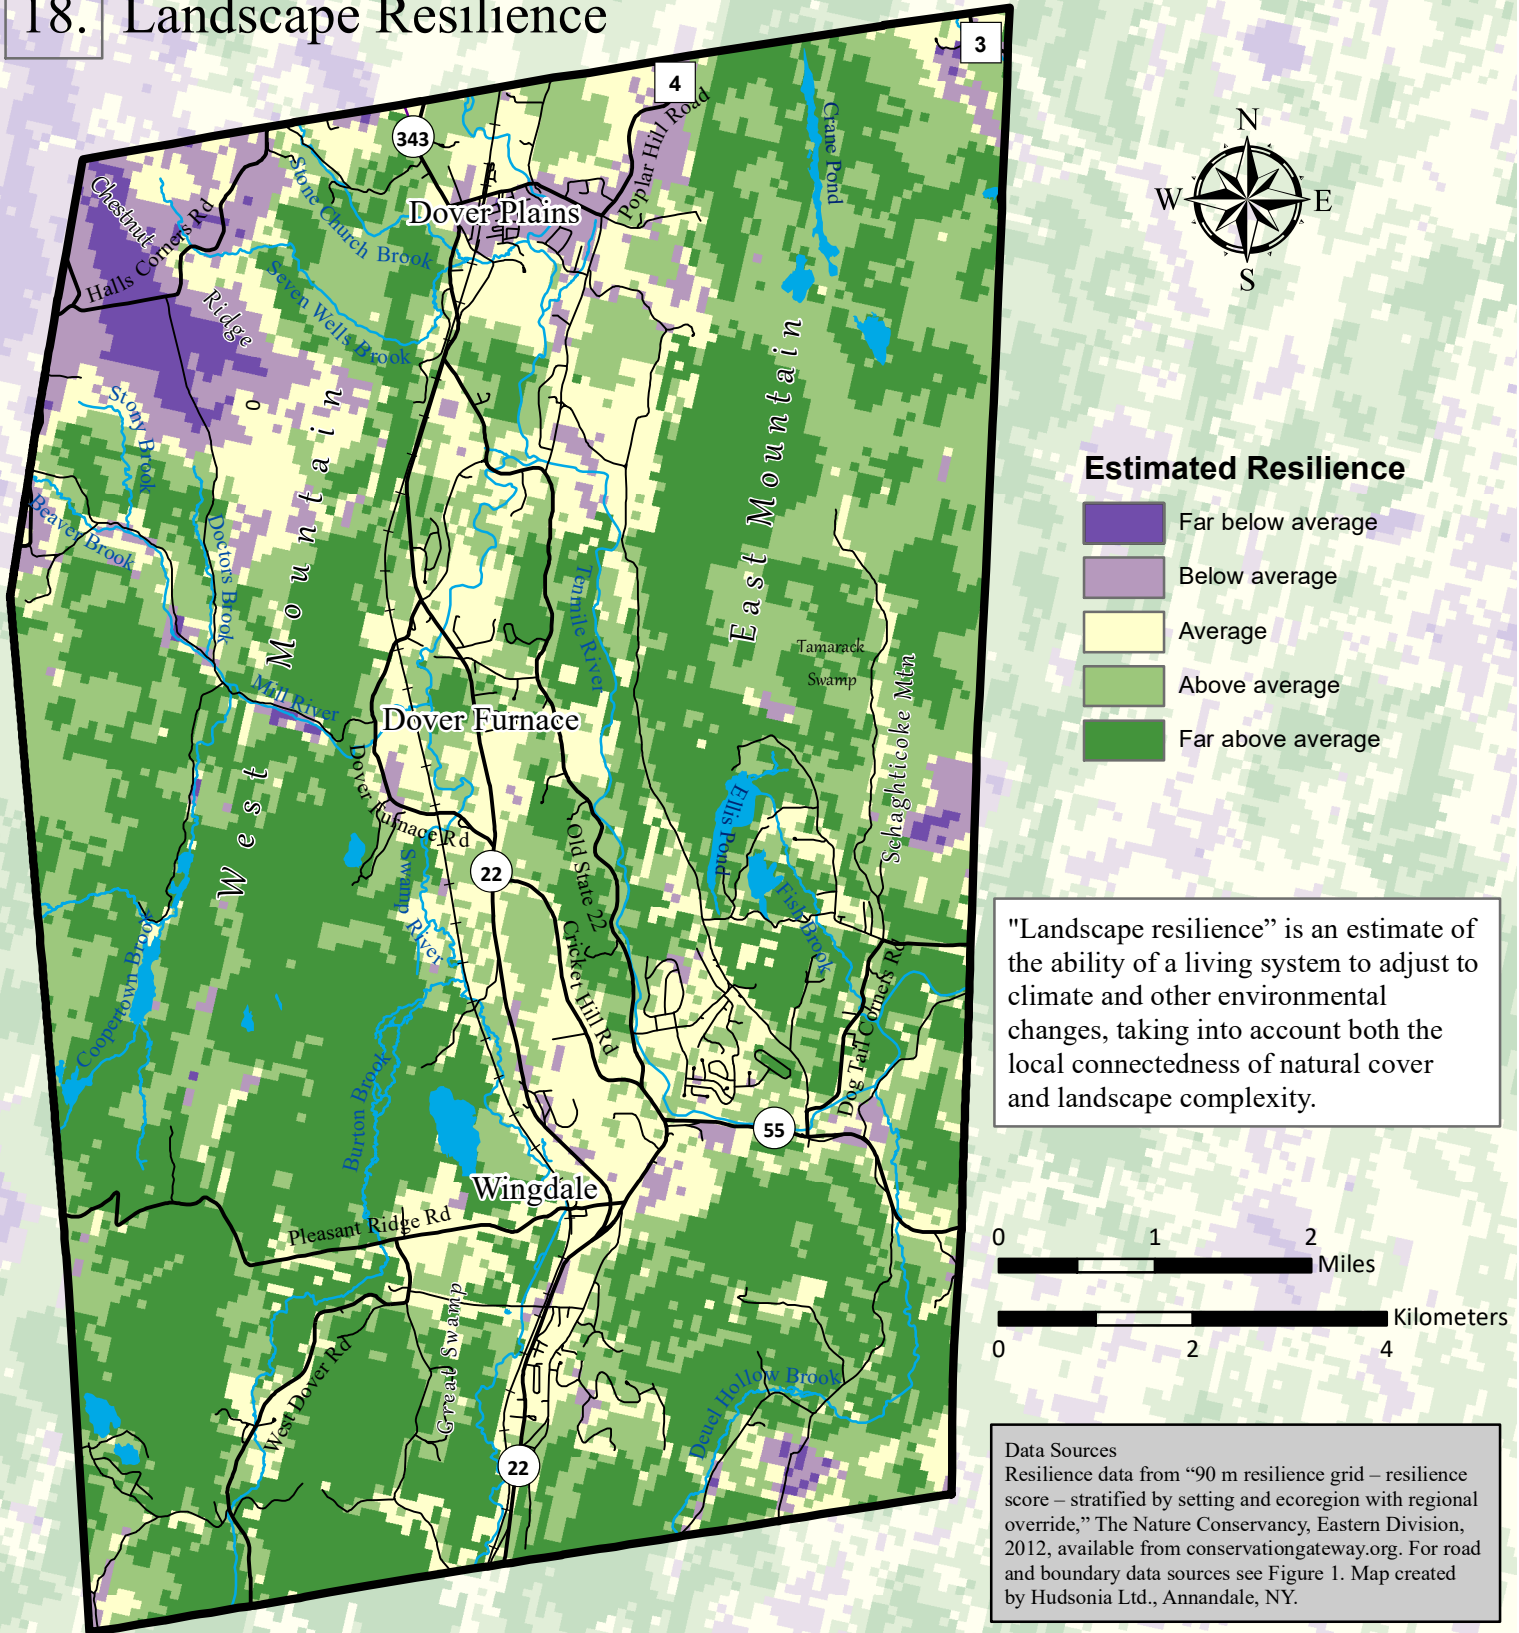 18. Landscape Resilience
3
4
343
Poplar Hill Road
Crane Pond
N
W E
S
Chestnut
Ridge
Halls Corners Rd
Stone Church Brook
Dover Plains
Seven Wells Brook
Stony Brook
Beaver Brook
Doctors Brook
West Mountain
East Mountain
Tenmile River
Tamarack
Swamp
Schaghticoke Mtn
Mill River
Dover Furnace
Dover Furnace Rd
Ellis Pond
Old State 22
22
Swamp River
Fish Brook
Cricket Hill Rd
Coopertown Brook
Burton Brook
Dog Tail Corners Rd
55
Wingdale
Pleasant Ridge Rd
Great Swamp
West Dover Rd
Deuel Hollow Brook
22
Estimated Resilience
Far below average
Below average
Average
Above average
Far above average
"Landscape resilience” is an estimate of
the ability of a living system to adjust to
climate and other environmental
changes, taking into account both the
local connectedness of natural cover
and landscape complexity.
0 1 2
Miles
Kilometers
0 2 4
Data Sources
Resilience data from “90 m resilience grid – resilience
score – stratified by setting and ecoregion with regional
override,” The Nature Conservancy, Eastern Division,
2012, available from conservationgateway.org. For road
and boundary data sources see Figure 1. Map created
by Hudsonia Ltd., Annandale, NY.